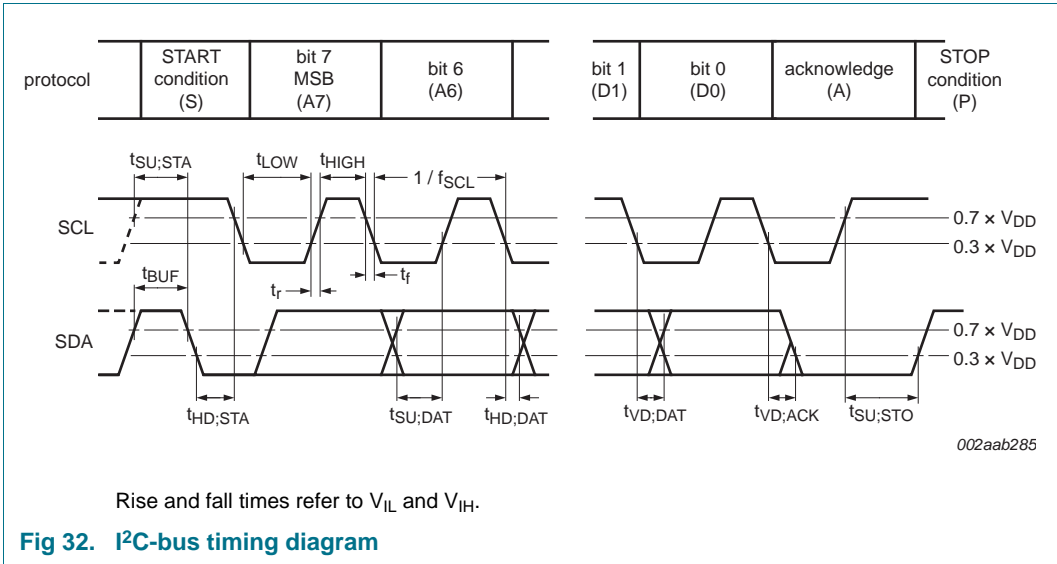 protocol
START condition (S)
bit 7 MSB (A7)
bit 6 (A6)
bit 1 (D1)
bit 0 (D0)
acknowledge (A)
STOP condition (P)
tSU;STA
tLOW
tHIGH
1 / fSCL
SCL
0.7 × VDD
0.3 × VDD
tBUF
tr
tf
SDA
0.7 × VDD
0.3 × VDD
tHD;STA
tSU;DAT
tHD;DAT
tVD;DAT
tVD;ACK
tSU;STO
002aab285
Rise and fall times refer to VIL and VIH.
Fig 32. I²C-bus timing diagram